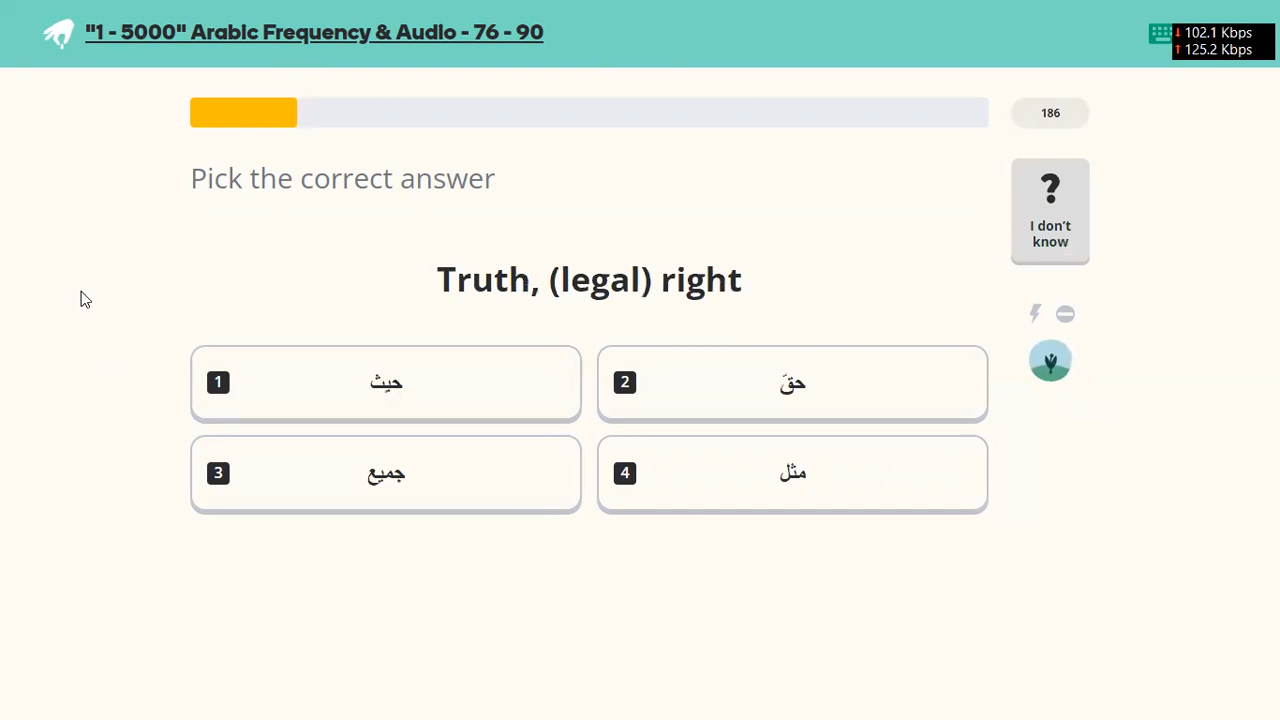 "1 - 5000" Arabic Frequency & Audio - 76 - 90
↓ 102.1 Kbps
↑ 125.2 Kbps
186
Pick the correct answer
?
I don't
know
Truth, (legal) right
1 حيث
2 حقّ
3 جميع
4 مثل